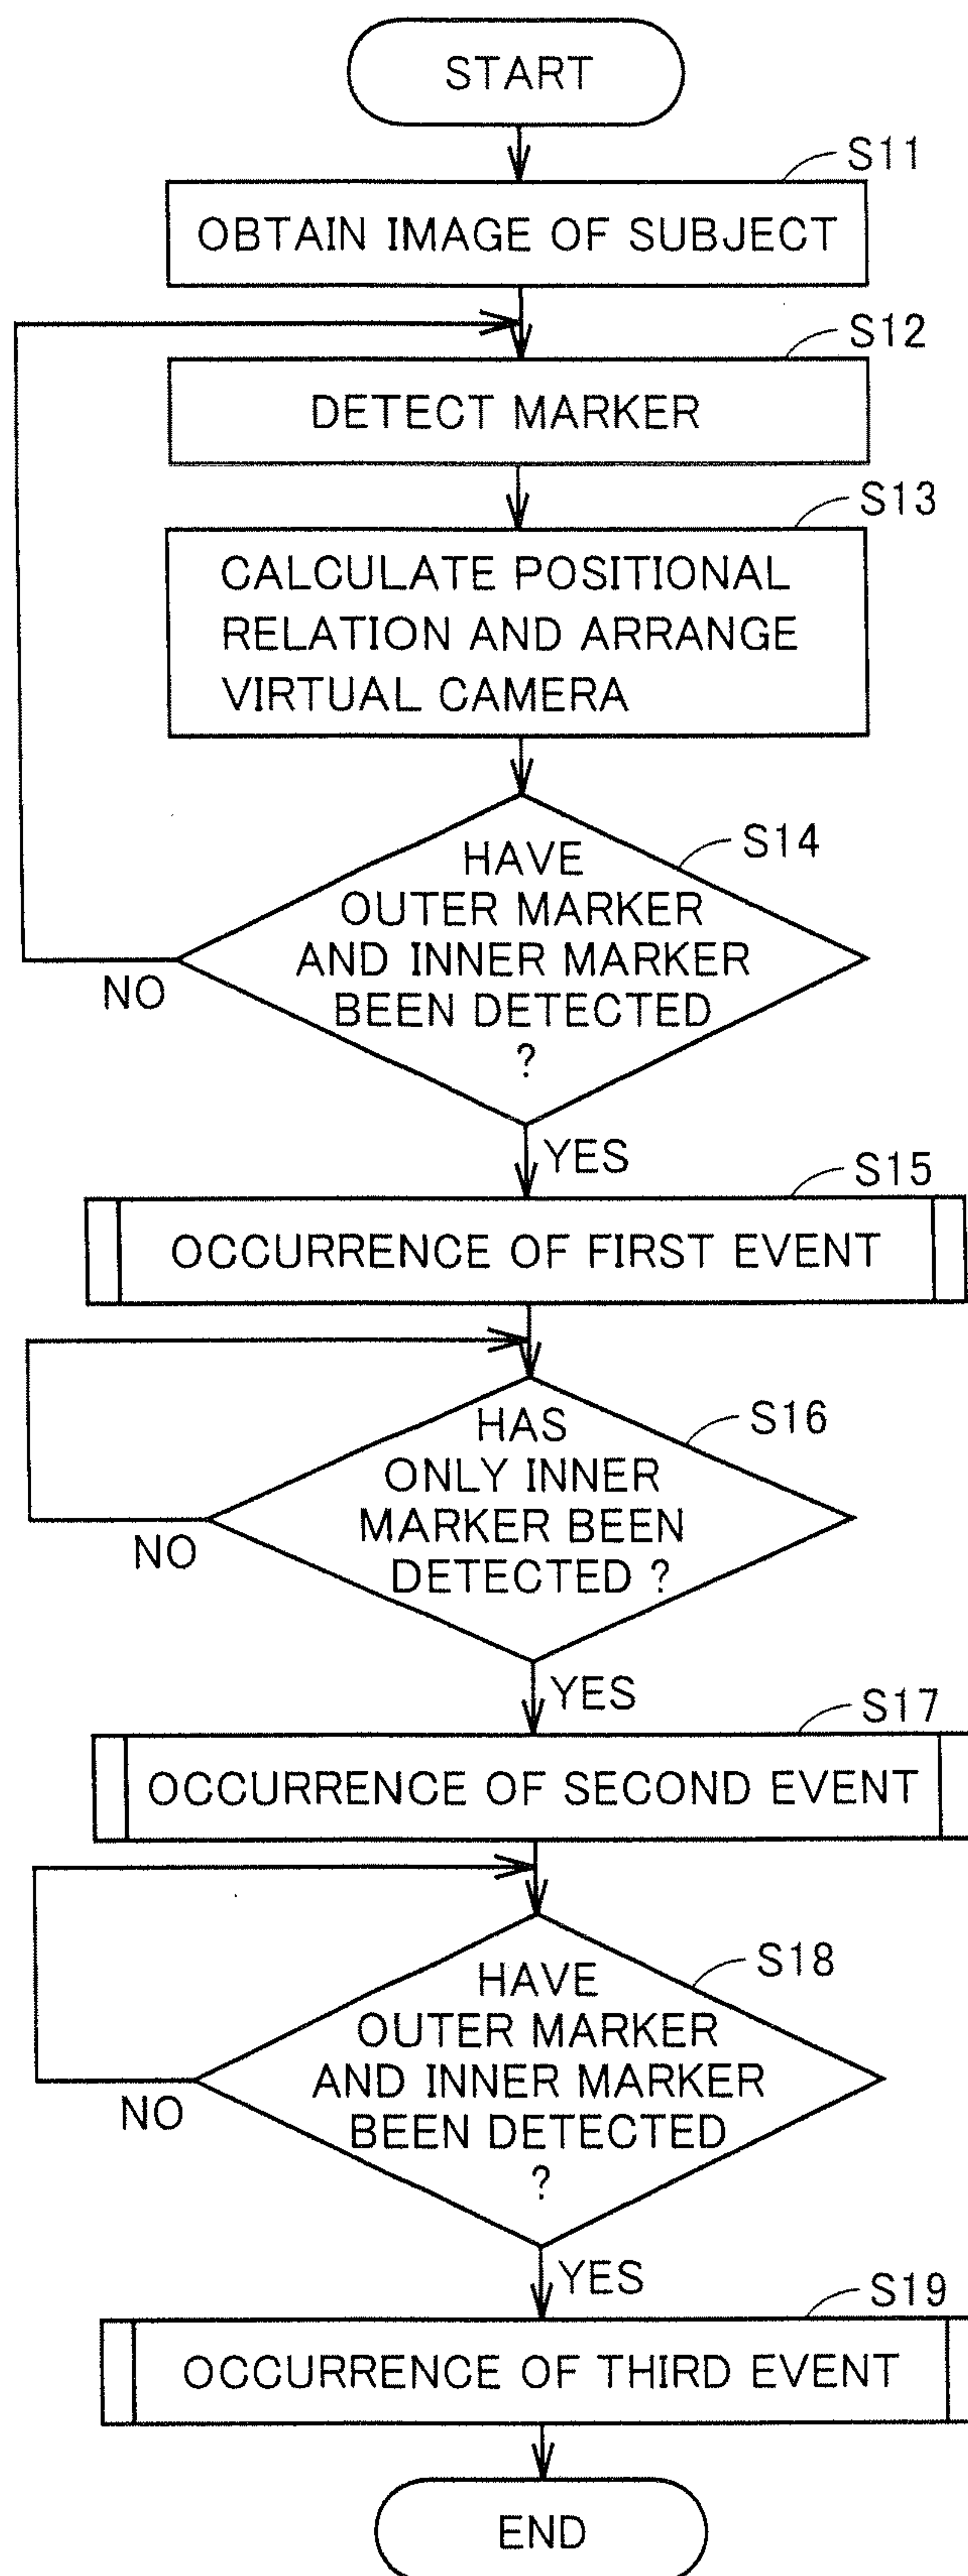 START
S11
OBTAIN IMAGE OF SUBJECT
S12
DETECT MARKER
S13
CALCULATE POSITIONAL
RELATION AND ARRANGE
VIRTUAL CAMERA
S14
HAVE
OUTER MARKER
AND INNER MARKER
BEEN DETECTED
?
NO
YES
S15
OCCURRENCE OF FIRST EVENT
S16
HAS
ONLY INNER
MARKER BEEN
DETECTED ?
NO
YES
S17
OCCURRENCE OF SECOND EVENT
S18
HAVE
OUTER MARKER
AND INNER MARKER
BEEN DETECTED
?
NO
YES
S19
OCCURRENCE OF THIRD EVENT
END